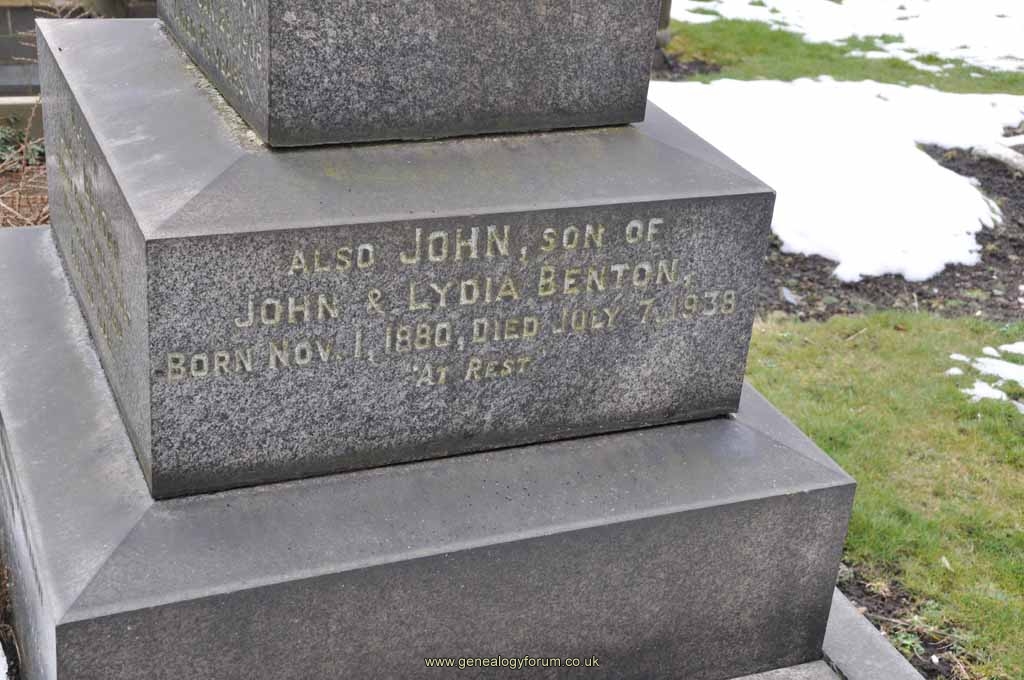 ALSO JOHN, SON OF
JOHN & LYDIA BENTON,
BORN NOV. 1, 1880, DIED JULY 7, 1938
"AT REST"
www.genealogyforum.co.uk